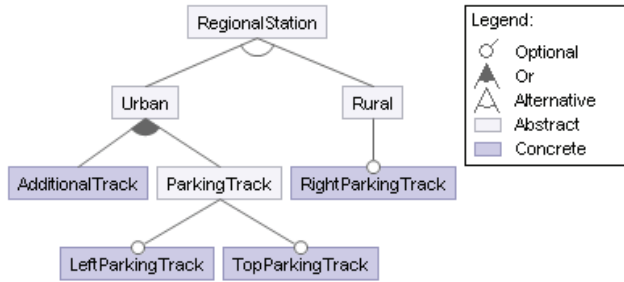 RegionalStation
Urban
Rural
AdditionalTrack
ParkingTrack
RightParkingTrack
LeftParkingTrack
TopParkingTrack
Legend:
Optional
Or
Alternative
Abstract
Concrete